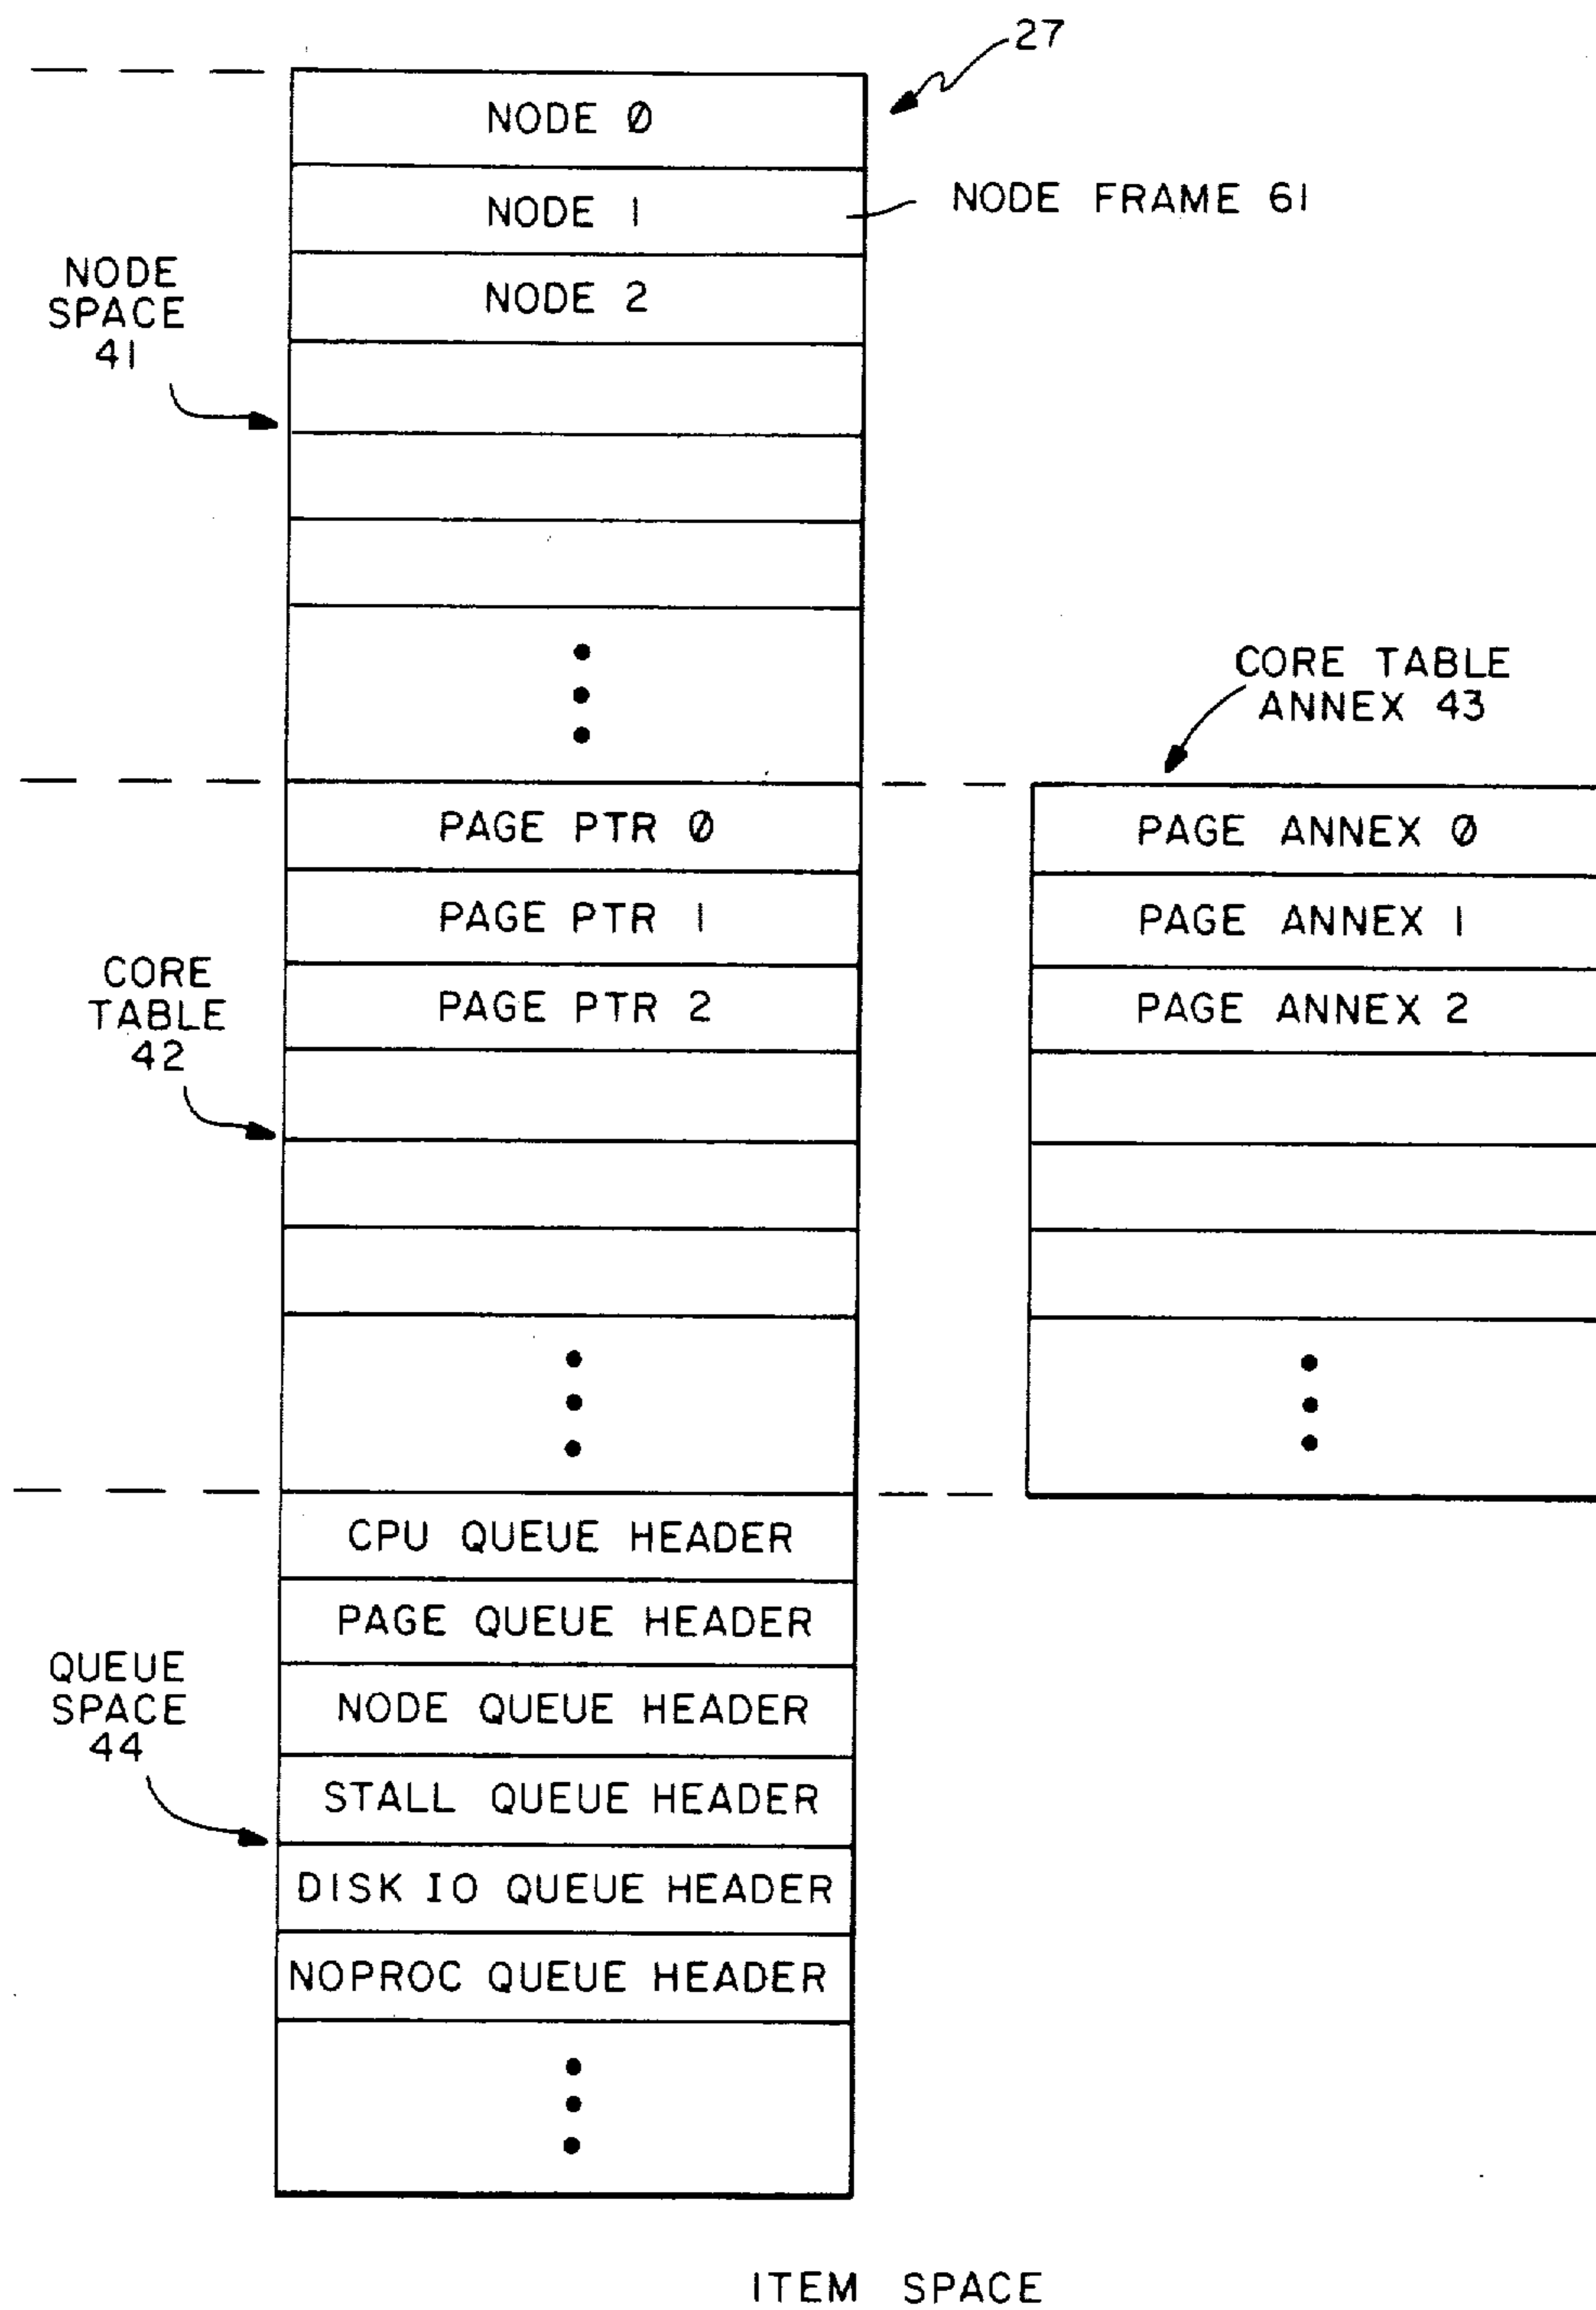 27
NODE Ø
NODE 1
NODE FRAME 61
NODE 2
NODE
SPACE
41
CORE TABLE
ANNEX 43
PAGE PTR Ø
PAGE ANNEX Ø
PAGE PTR 1
PAGE ANNEX 1
PAGE PTR 2
PAGE ANNEX 2
CORE
TABLE
42
CPU QUEUE HEADER
PAGE QUEUE HEADER
NODE QUEUE HEADER
QUEUE
SPACE
44
STALL QUEUE HEADER
DISK IO QUEUE HEADER
NOPROC QUEUE HEADER
ITEM SPACE